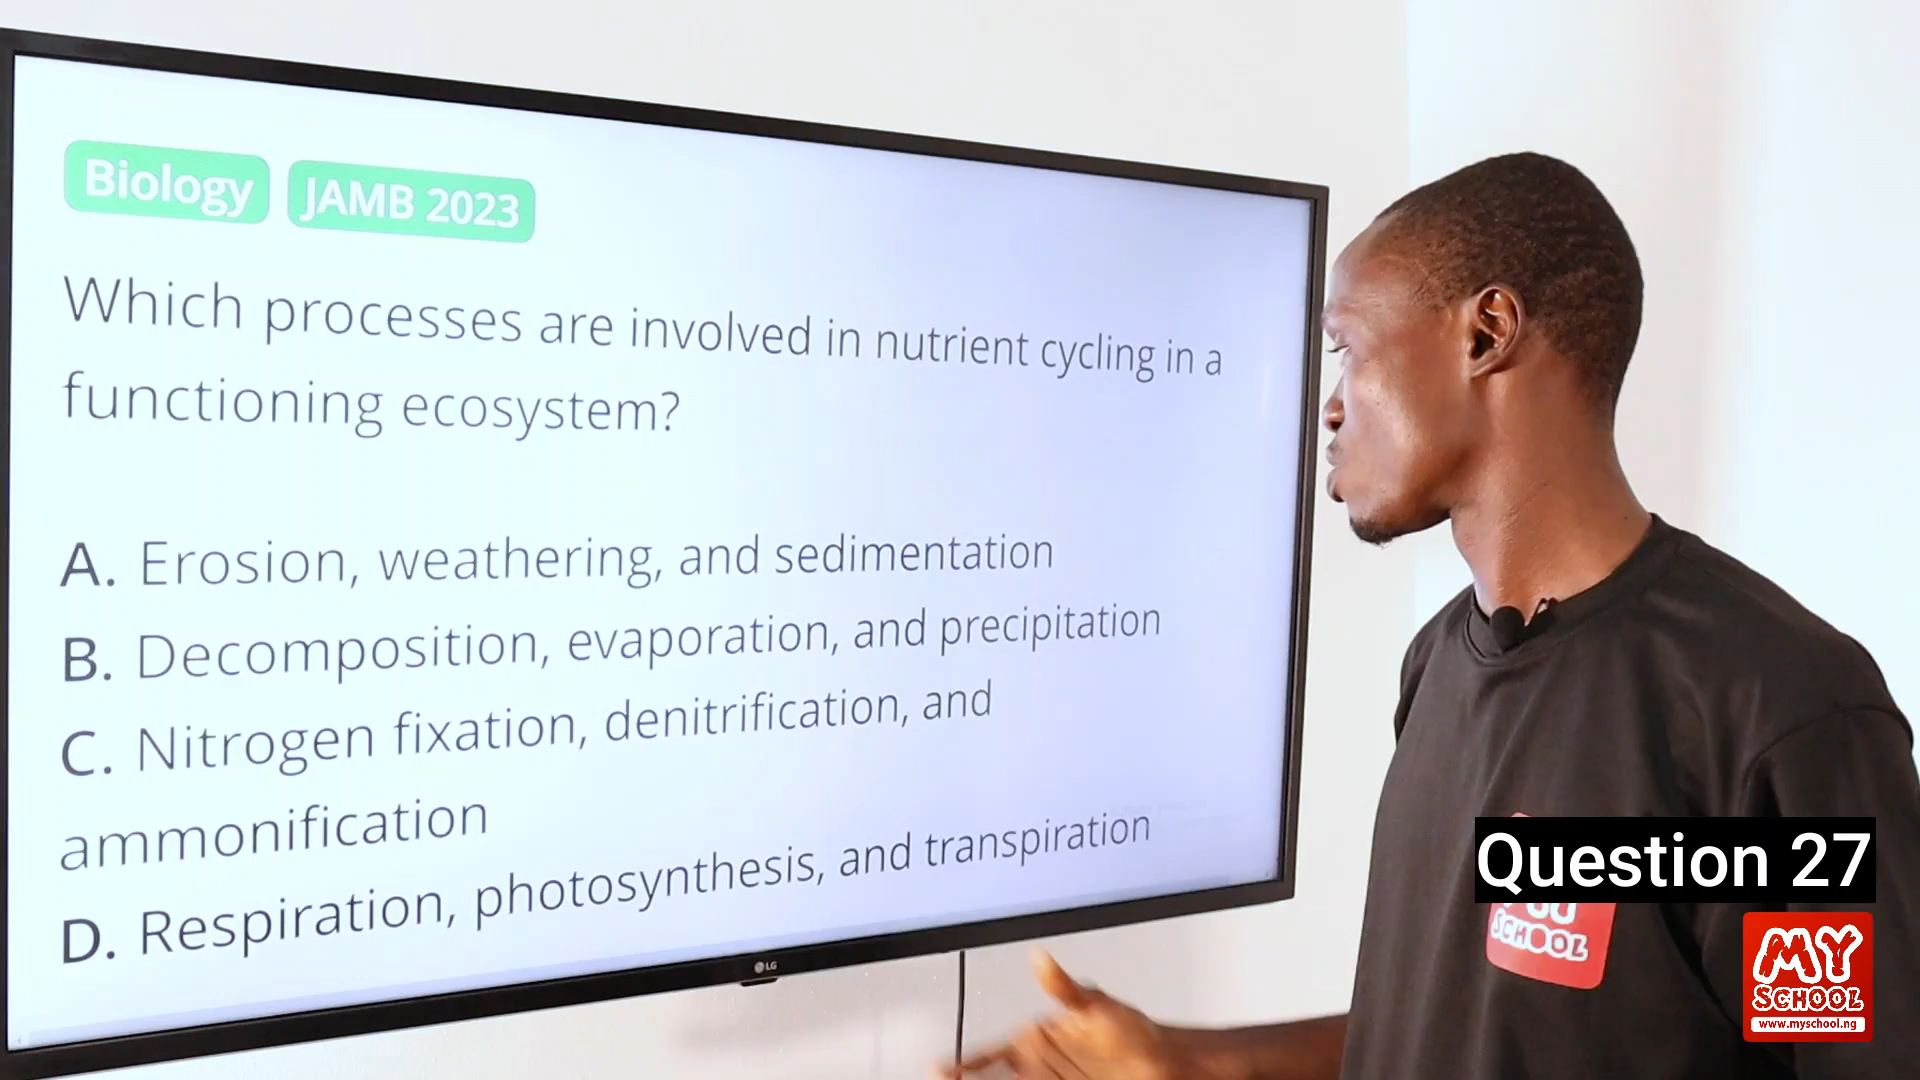 Biology JAMB 2023
Which processes are involved in nutrient cycling in a
functioning ecosystem?
A. Erosion, weathering, and sedimentation
B. Decomposition, evaporation, and precipitation
C. Nitrogen fixation, denitrification, and
ammonification
D. Respiration, photosynthesis, and transpiration
LG
Question 27
SCHOOL
MY
SCHOOL
www.myschool.ng